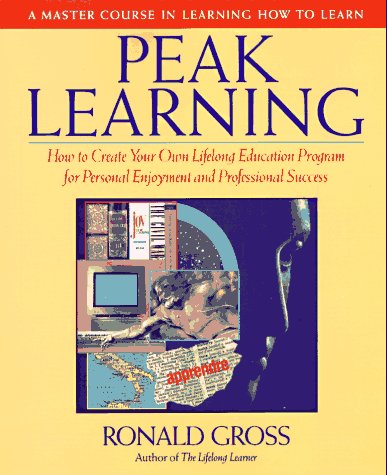 A MASTER COURSE IN LEARNING HOW TO LEARN
PEAK
LEARNING
How to Create Your Own Lifelong Education Program
for Personal Enjoyment and Professional Success
joy
apprendre
RONALD GROSS
Author of The Lifelong Learner